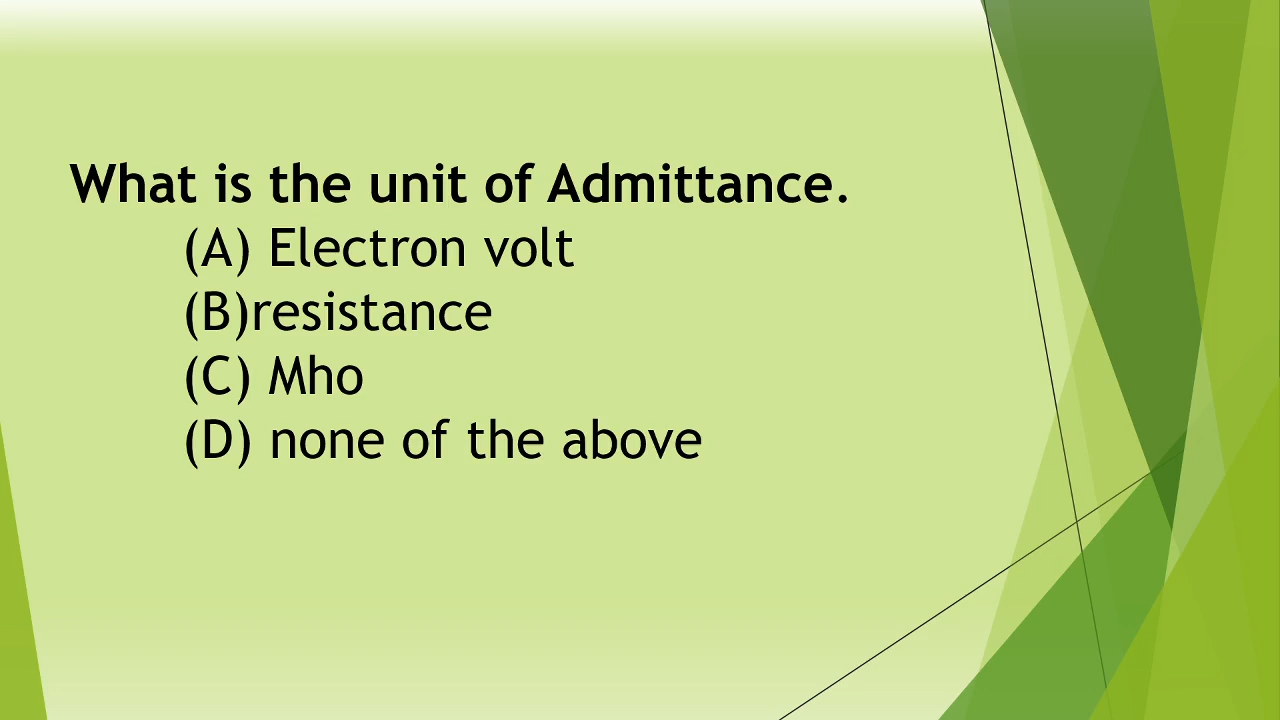 What is the unit of Admittance.
(A) Electron volt
(B)resistance
(C) Mho
(D) none of the above